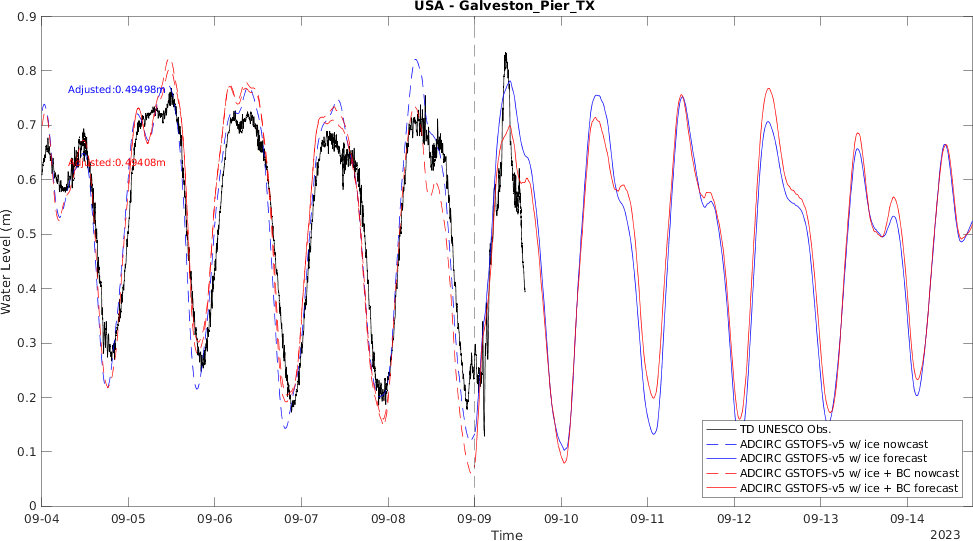 USA - Galveston_Pier_TX
0.9
0.8
0.7
0.6
0.5
0.4
0.3
0.2
0.1
0
Water Level (m)
Adjusted:0.49498m
Adjusted:0.49408m
TD UNESCO Obs.
ADCIRC GSTOFS-v5 w/ ice nowcast
ADCIRC GSTOFS-v5 w/ ice forecast
ADCIRC GSTOFS-v5 w/ ice + BC nowcast
ADCIRC GSTOFS-v5 w/ ice + BC forecast
09-04 09-05 09-06 09-07 09-08 09-09 09-10 09-11 09-12 09-13 09-14
Time
2023